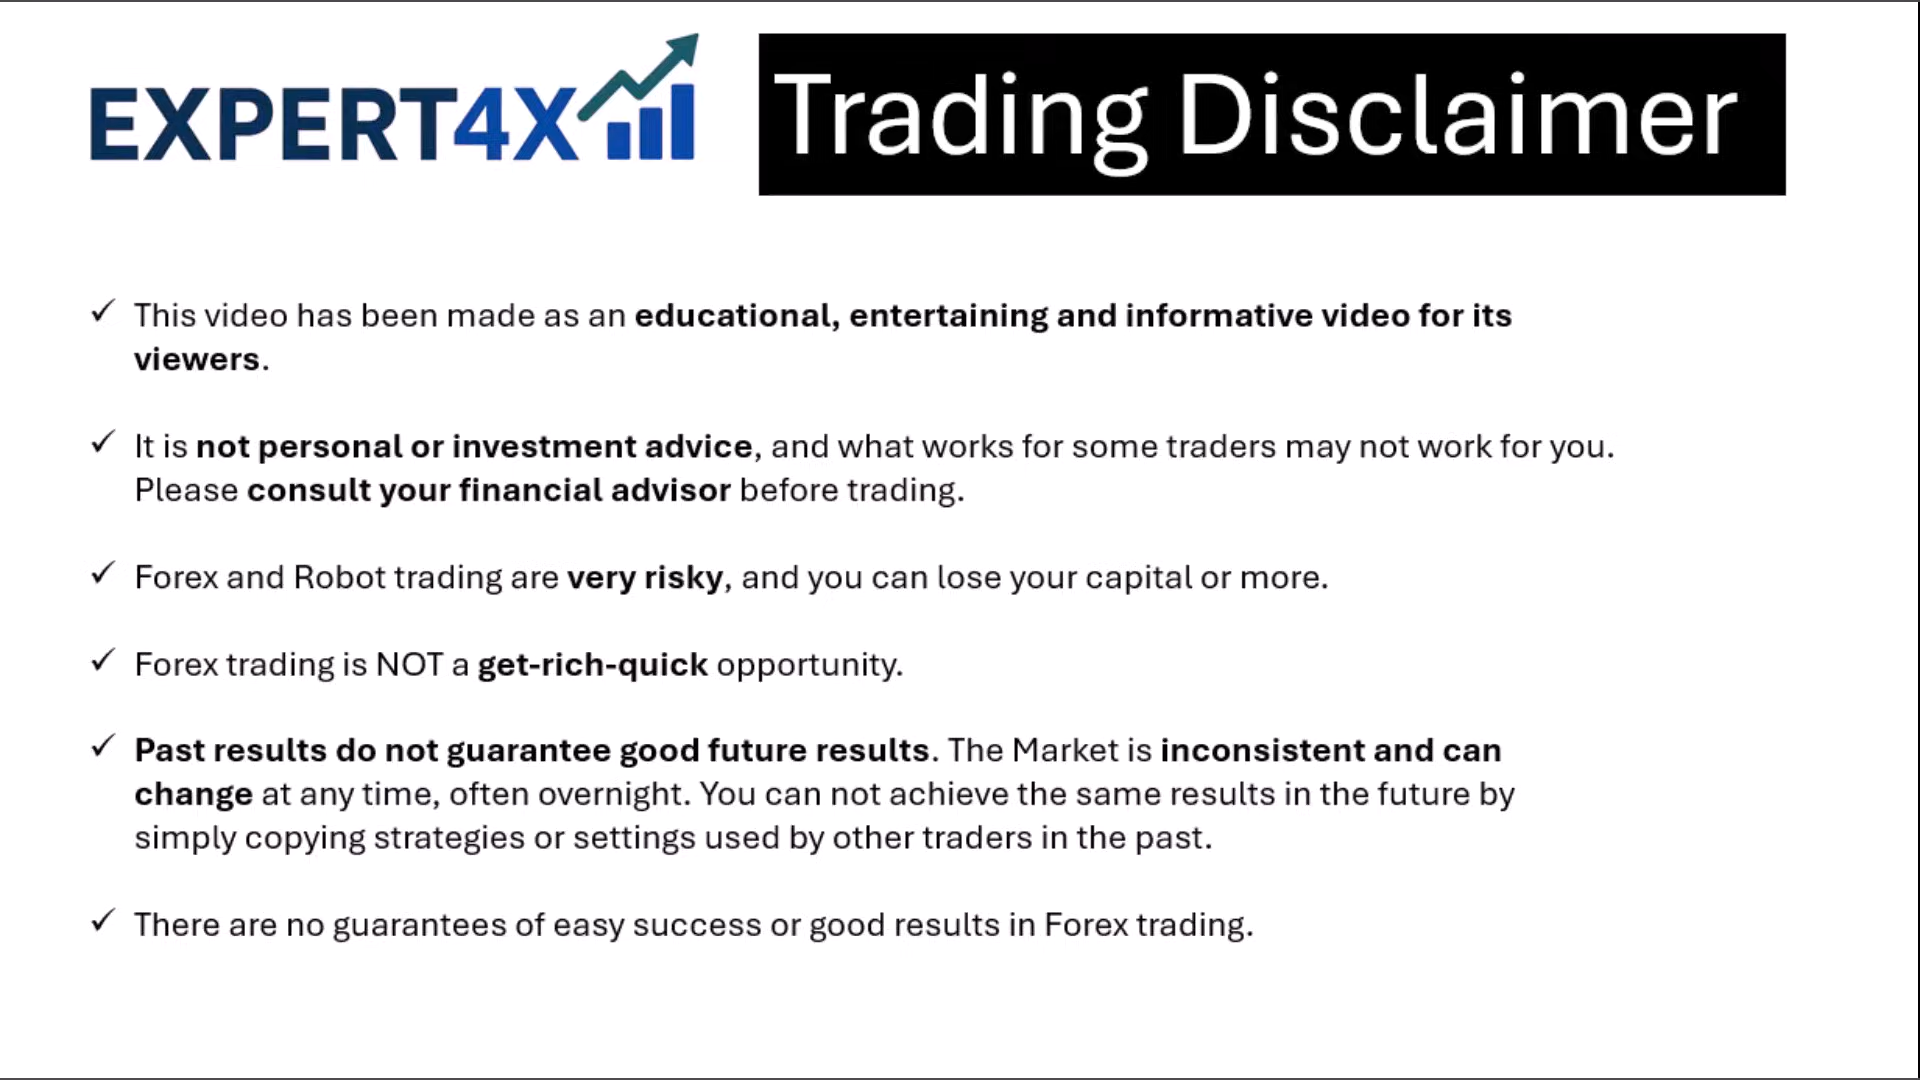 EXPERT4X
Trading Disclaimer
✓ This video has been made as an educational, entertaining and informative video for its
viewers.
✓ It is not personal or investment advice, and what works for some traders may not work for you.
Please consult your financial advisor before trading.
✓ Forex and Robot trading are very risky, and you can lose your capital or more.
✓ Forex trading is NOT a get-rich-quick opportunity.
✓ Past results do not guarantee good future results. The Market is inconsistent and can
change at any time, often overnight. You can not achieve the same results in the future by
simply copying strategies or settings used by other traders in the past.
✓ There are no guarantees of easy success or good results in Forex trading.